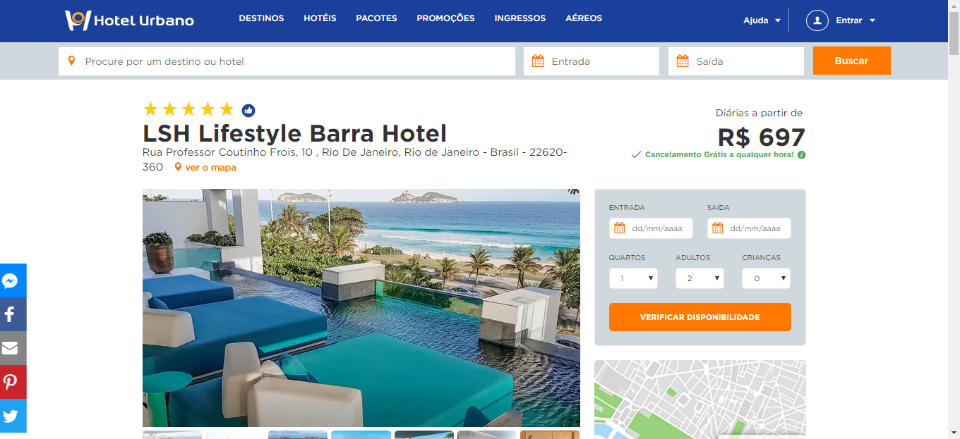 Hotel Urbano
DESTINOS HOTÉIS PACOTES PROMOÇÕES INGRESSOS AÉREOS
Ajuda Entrar
Procure por um destino ou hotel
Entrada
Saída
Buscar
LSH Lifestyle Barra Hotel
Rua Professor Coutinho Frois, 10 , Rio De Janeiro, Rio de Janeiro - Brasil - 22620-
360 ver o mapa
Diárias a partir de
R$ 697
Cancelamento Grátis a qualquer hora!
ENTRADA SAÍDA
dd/mm/aaaa dd/mm/aaaa
QUARTOS ADULTOS CRIANÇAS
1 2 0
VERIFICAR DISPONIBILIDADE